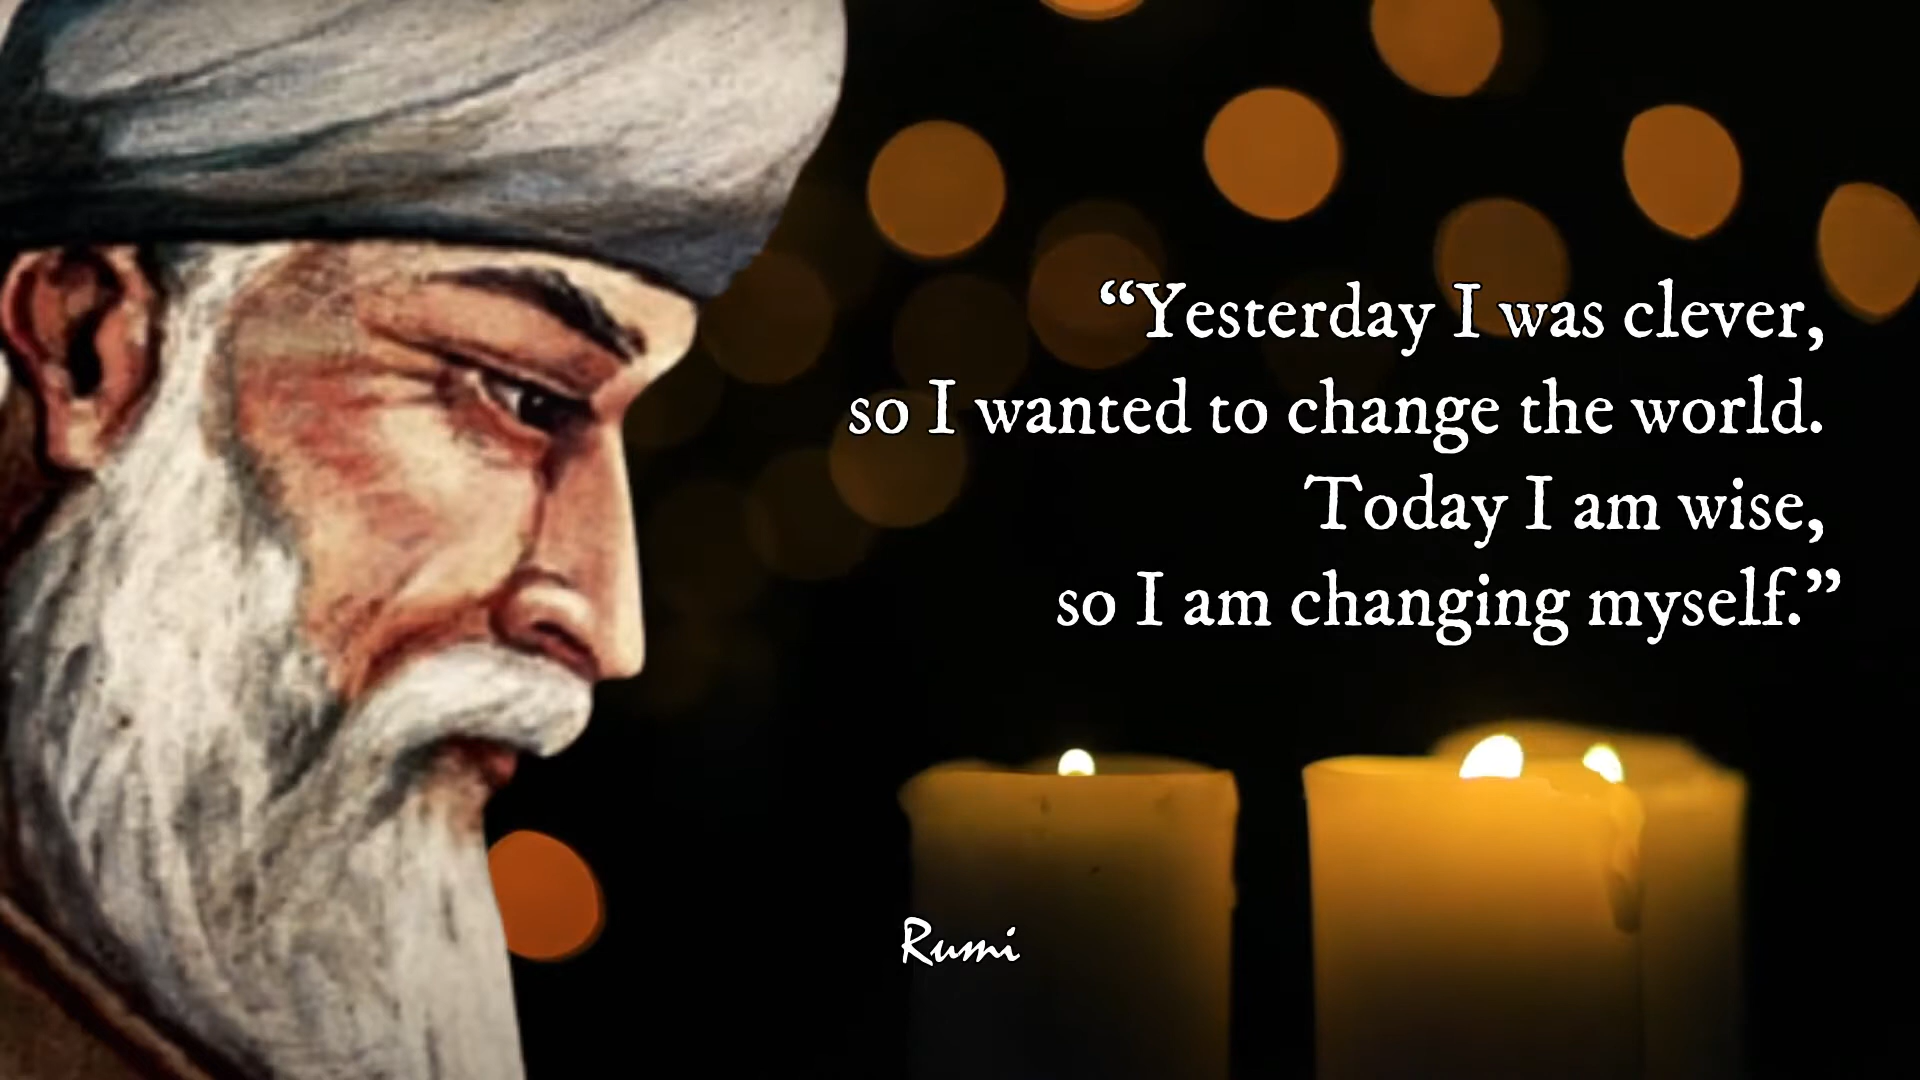 “Yesterday I was clever,
so I wanted to change the world.
Today I am wise,
so I am changing myself.”
Rumi